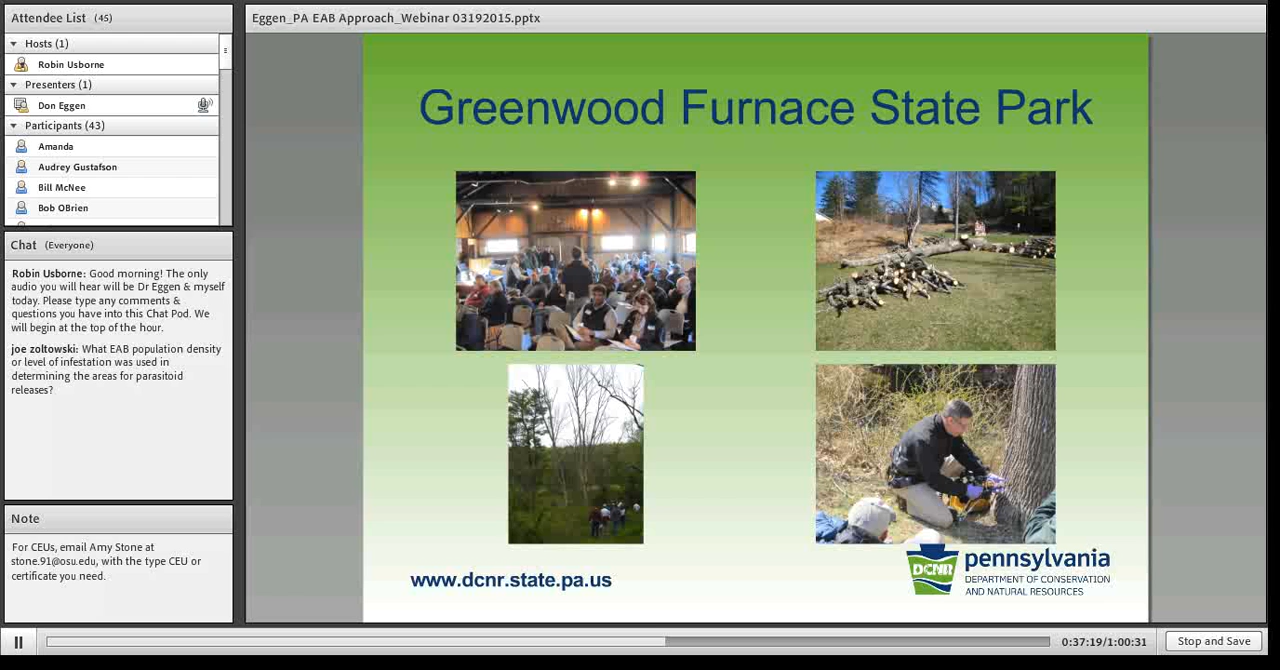 Attendee List (45)
Hosts (1)
Robin Usborne
Presenters (1)
Don Eggen
Participants (43)
Amanda
Audrey Gustafson
Bill McNee
Bob OBrien
Chat (Everyone)
Robin Usborne: Good morning! The only
audio you will hear will be Dr Eggen & myself
today. Please type any comments &
questions you have into this Chat Pod. We
will begin at the top of the hour.
joe zoltowski: What EAB population density
or level of infestation was used in
determining the areas for parasitoid
releases?
Note
For CEUs, email Amy Stone at
stone.91@osu.edu, with the type CEU or
certificate you need.
Eggen_PA EAB Approach_Webinar 03192015.pptx
Greenwood Furnace State Park
www.dcnr.state.pa.us
DCNR
pennsylvania
DEPARTMENT OF CONSERVATION
AND NATURAL RESOURCES
0:37:19/1:00:31
Stop and Save